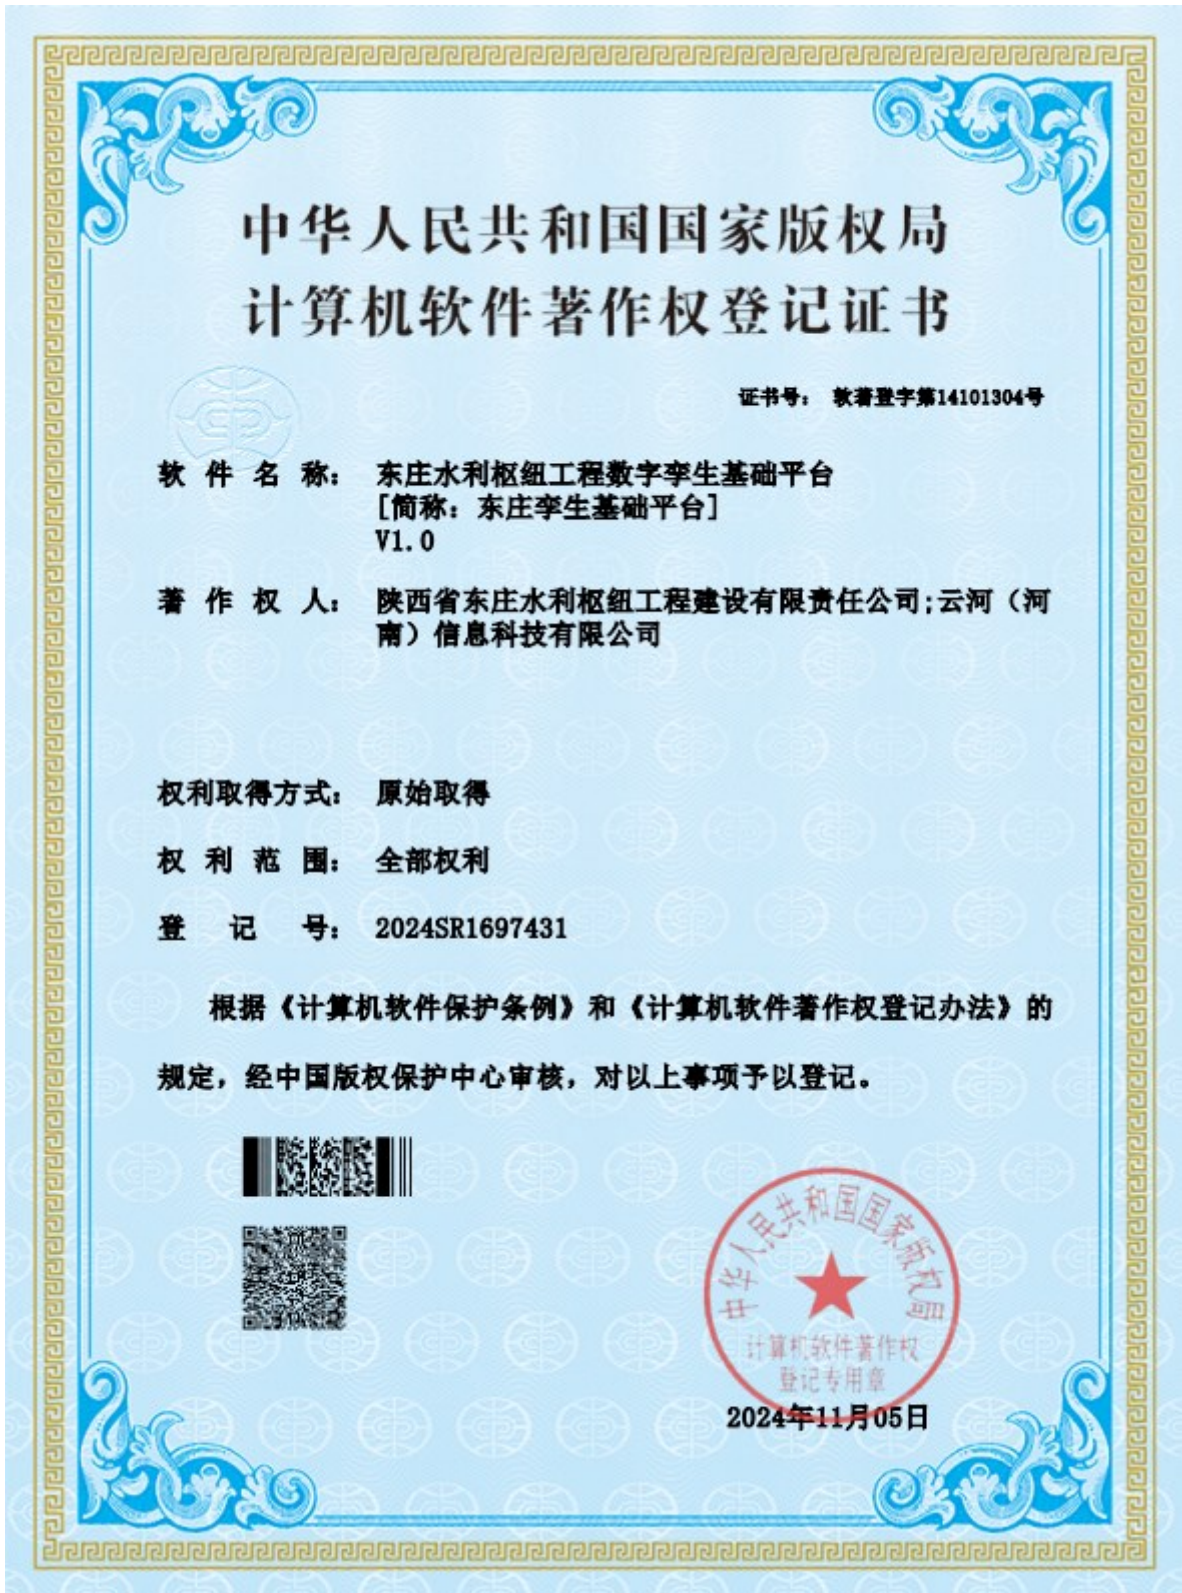 中华人民共和国国家版权局
计算机软件著作权登记证书
证书号： 软著登字第14101304号
软件名称： 东庄水利枢纽工程数字孪生基础平台
[简称：东庄孪生基础平台]
V1.0
著作权人： 陕西省东庄水利枢纽工程建设有限责任公司;云河（河
南）信息科技有限公司
权利取得方式： 原始取得
权利范围： 全部权利
登记号： 2024SR1697431
根据《计算机软件保护条例》和《计算机软件著作权登记办法》的
规定，经中国版权保护中心审核，对以上事项予以登记。
中华人民共和国国家版权局
计算机软件著作权
登记专用章
2024年11月05日